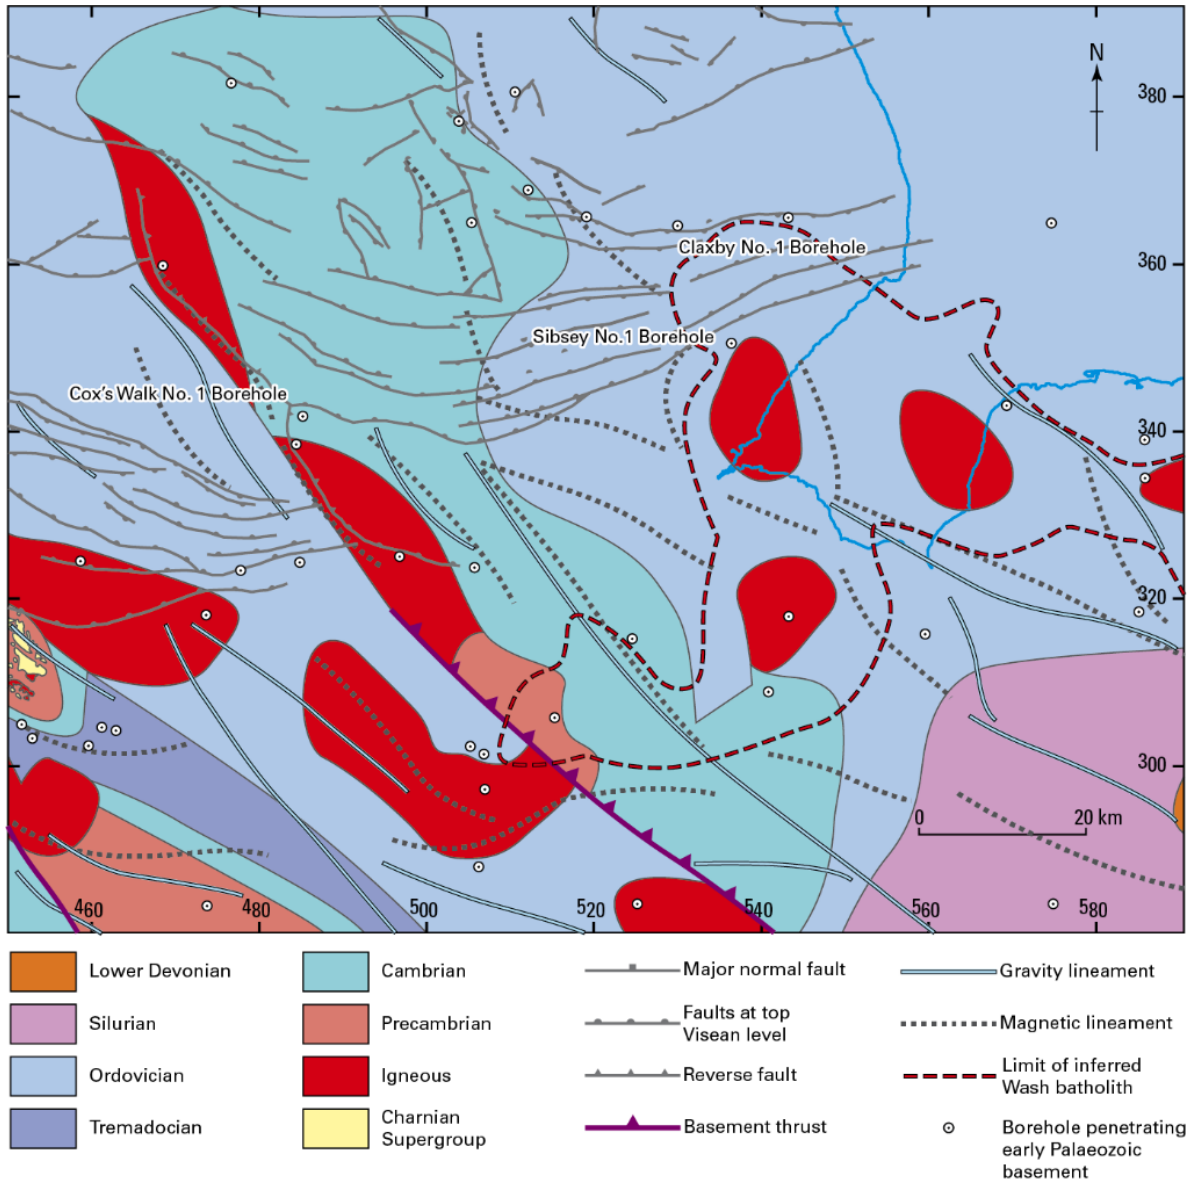 N
380
360
Claxby No. 1 Borehole
Sibsey No.1 Borehole
Cox's Walk No. 1 Borehole
340
320
300
0 20 km
460 480 500 520 540 560 580
Lower Devonian
Silurian
Ordovician
Tremadocian
Cambrian
Precambrian
Igneous
Charnian
Supergroup
Major normal fault
Faults at top
Visean level
Reverse fault
Basement thrust
Gravity lineament
Magnetic lineament
Limit of inferred
Wash batholith
Borehole penetrating
early Palaeozoic
basement